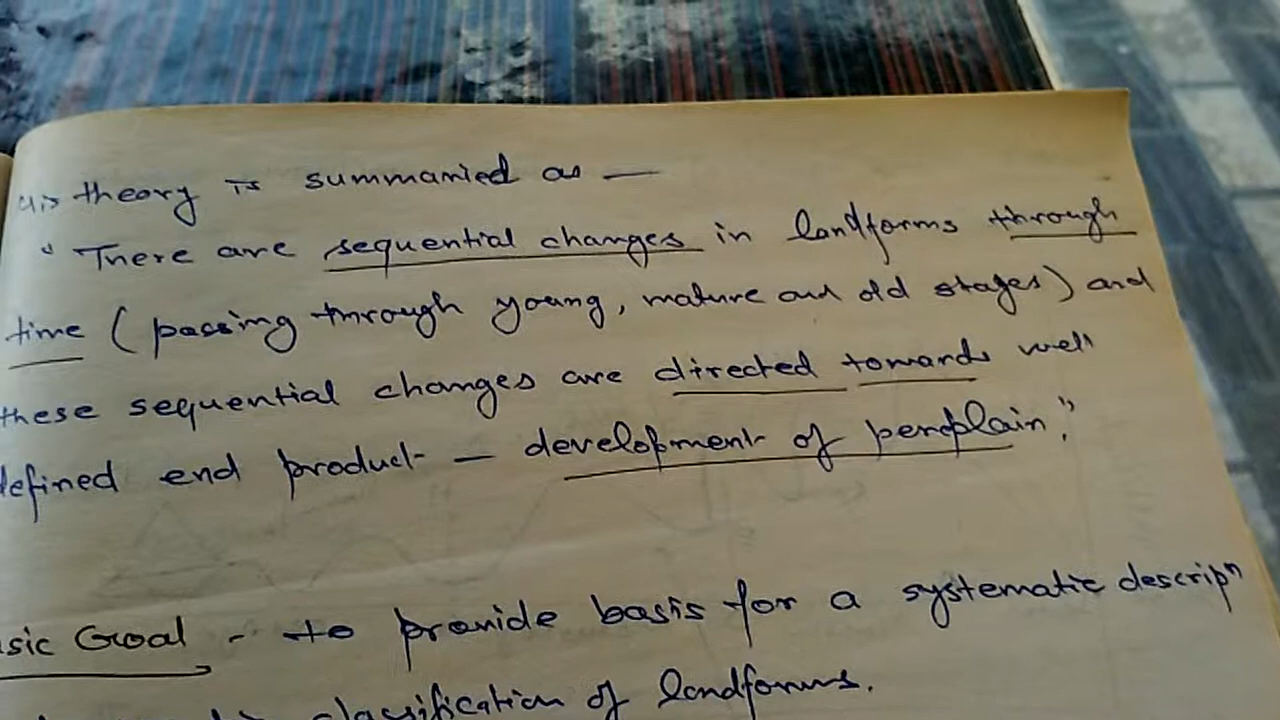 His theory is summaried as —
" There are sequential changes in landforms through
time ( passing through young, mature and old stages) and
these sequential changes are directed towards well
defined end product — development of penplain."
sic Goal - to provide basis for a systematic descripⁿ
classification of landforms.